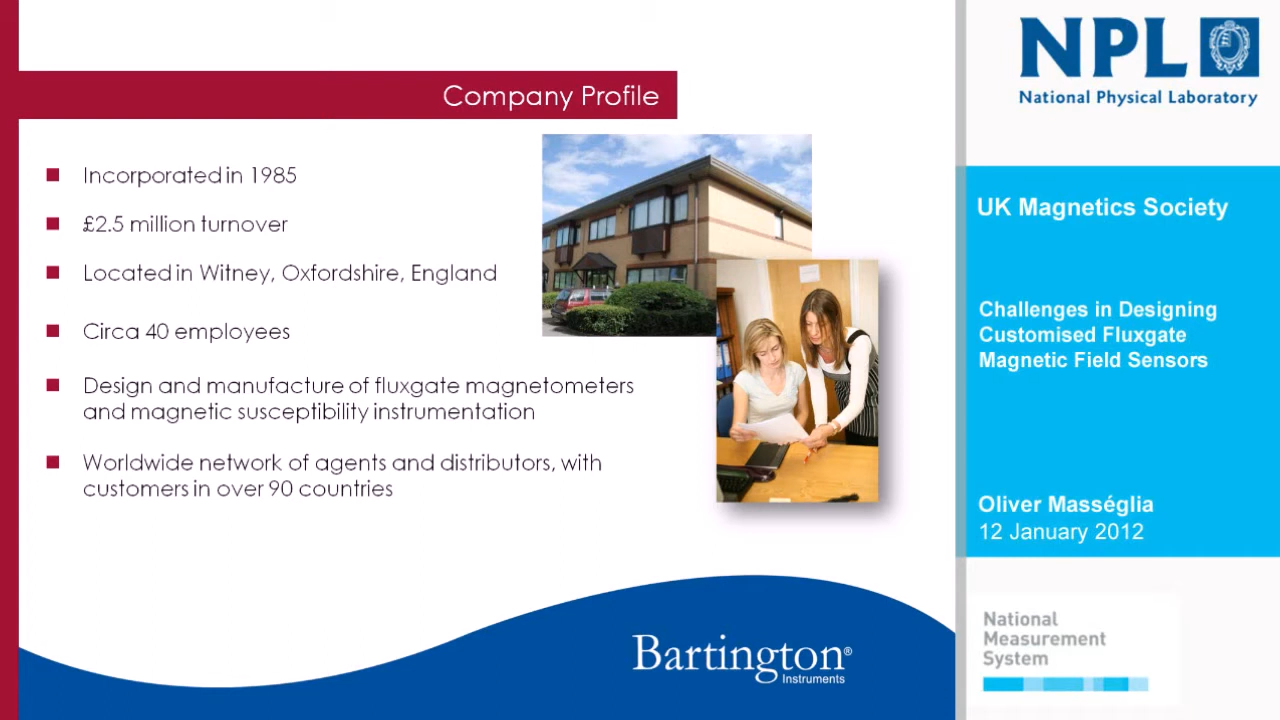 Company Profile
Incorporated in 1985
£2.5 million turnover
Located in Witney, Oxfordshire, England
Circa 40 employees
Design and manufacture of fluxgate magnetometers
and magnetic susceptibility instrumentation
Worldwide network of agents and distributors, with
customers in over 90 countries
Bartington®
Instruments
NPL
National Physical Laboratory
UK Magnetics Society
Challenges in Designing
Customised Fluxgate
Magnetic Field Sensors
Oliver Masséglia
12 January 2012
National
Measurement
System